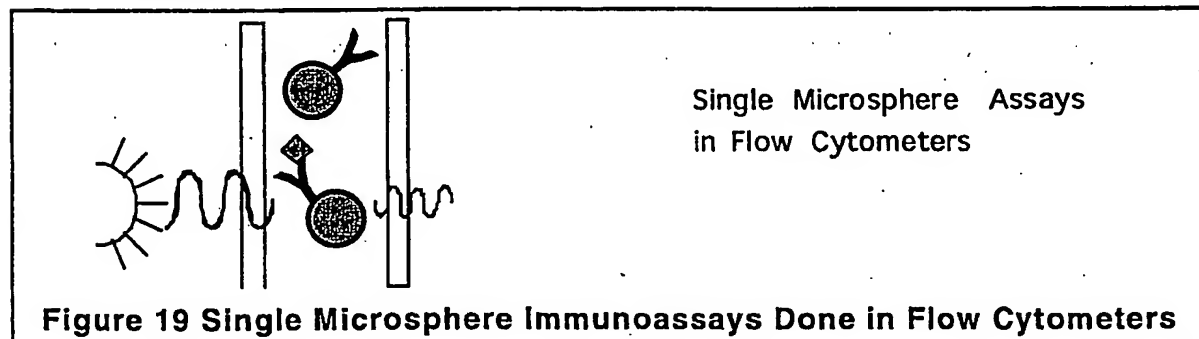 Single Microsphere Assays
in Flow Cytometers
Figure 19 Single Microsphere Immunoassays Done in Flow Cytometers